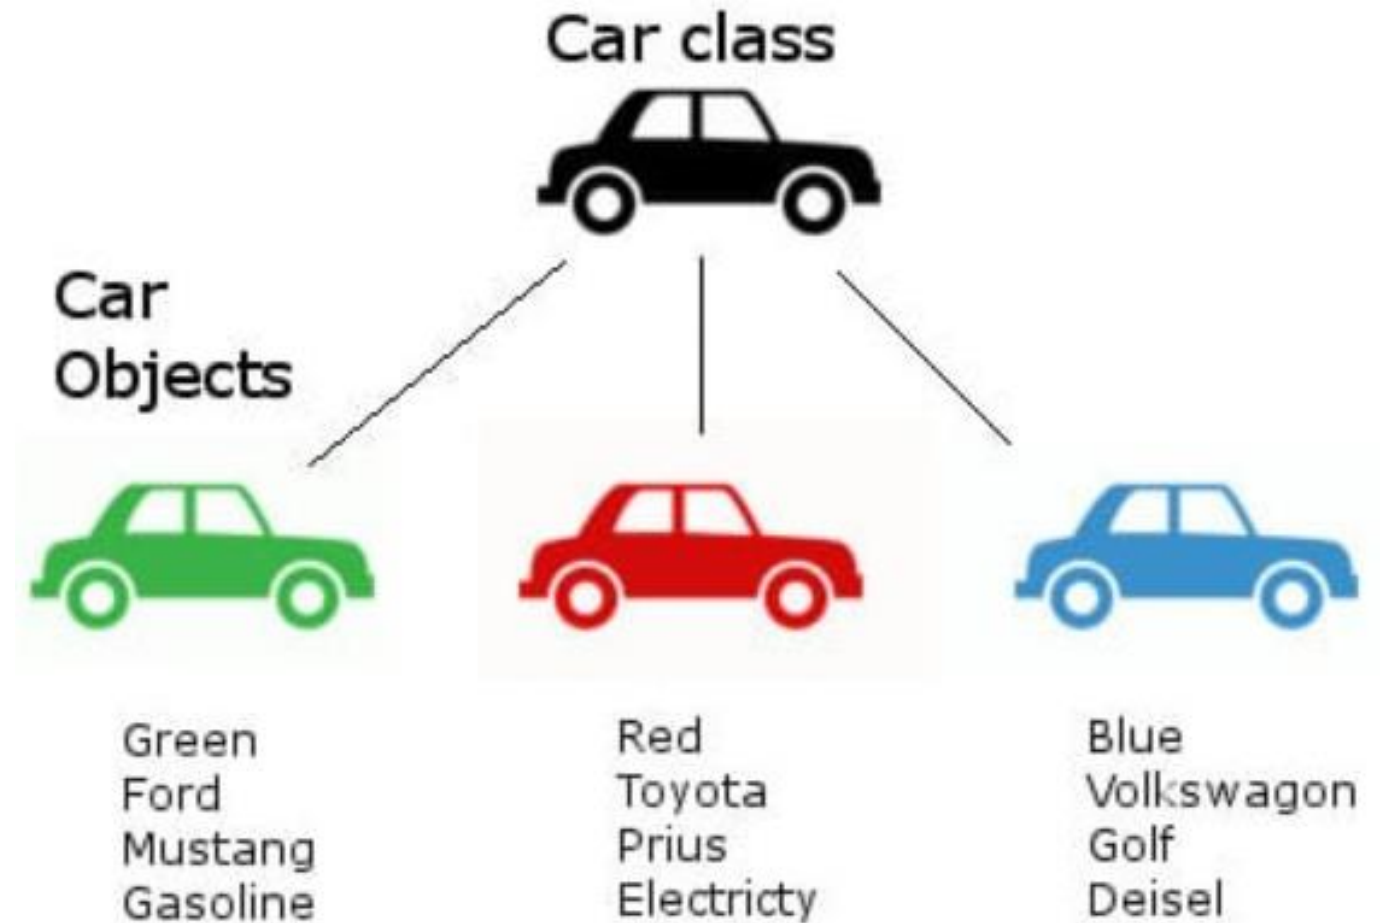 Car class
Car
Objects
Green
Ford
Mustang
Gasoline
Red
Toyota
Prius
Electricty
Blue
Volkswagon
Golf
Deisel